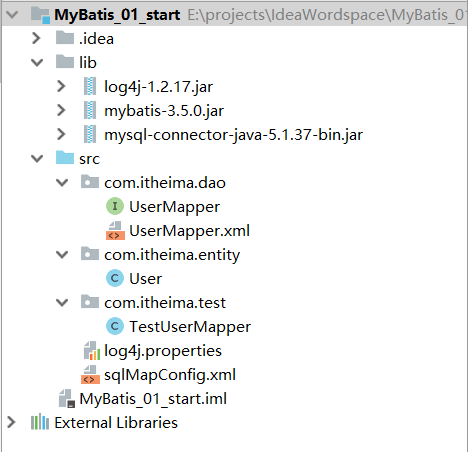 MyBatis_01_start E:\projects\IdeaWordspace\MyBatis_01
.idea
lib
log4j-1.2.17.jar
mybatis-3.5.0.jar
mysql-connector-java-5.1.37-bin.jar
src
com.itheima.dao
UserMapper
UserMapper.xml
com.itheima.entity
User
com.itheima.test
TestUserMapper
log4j.properties
sqlMapConfig.xml
MyBatis_01_start.iml
External Libraries